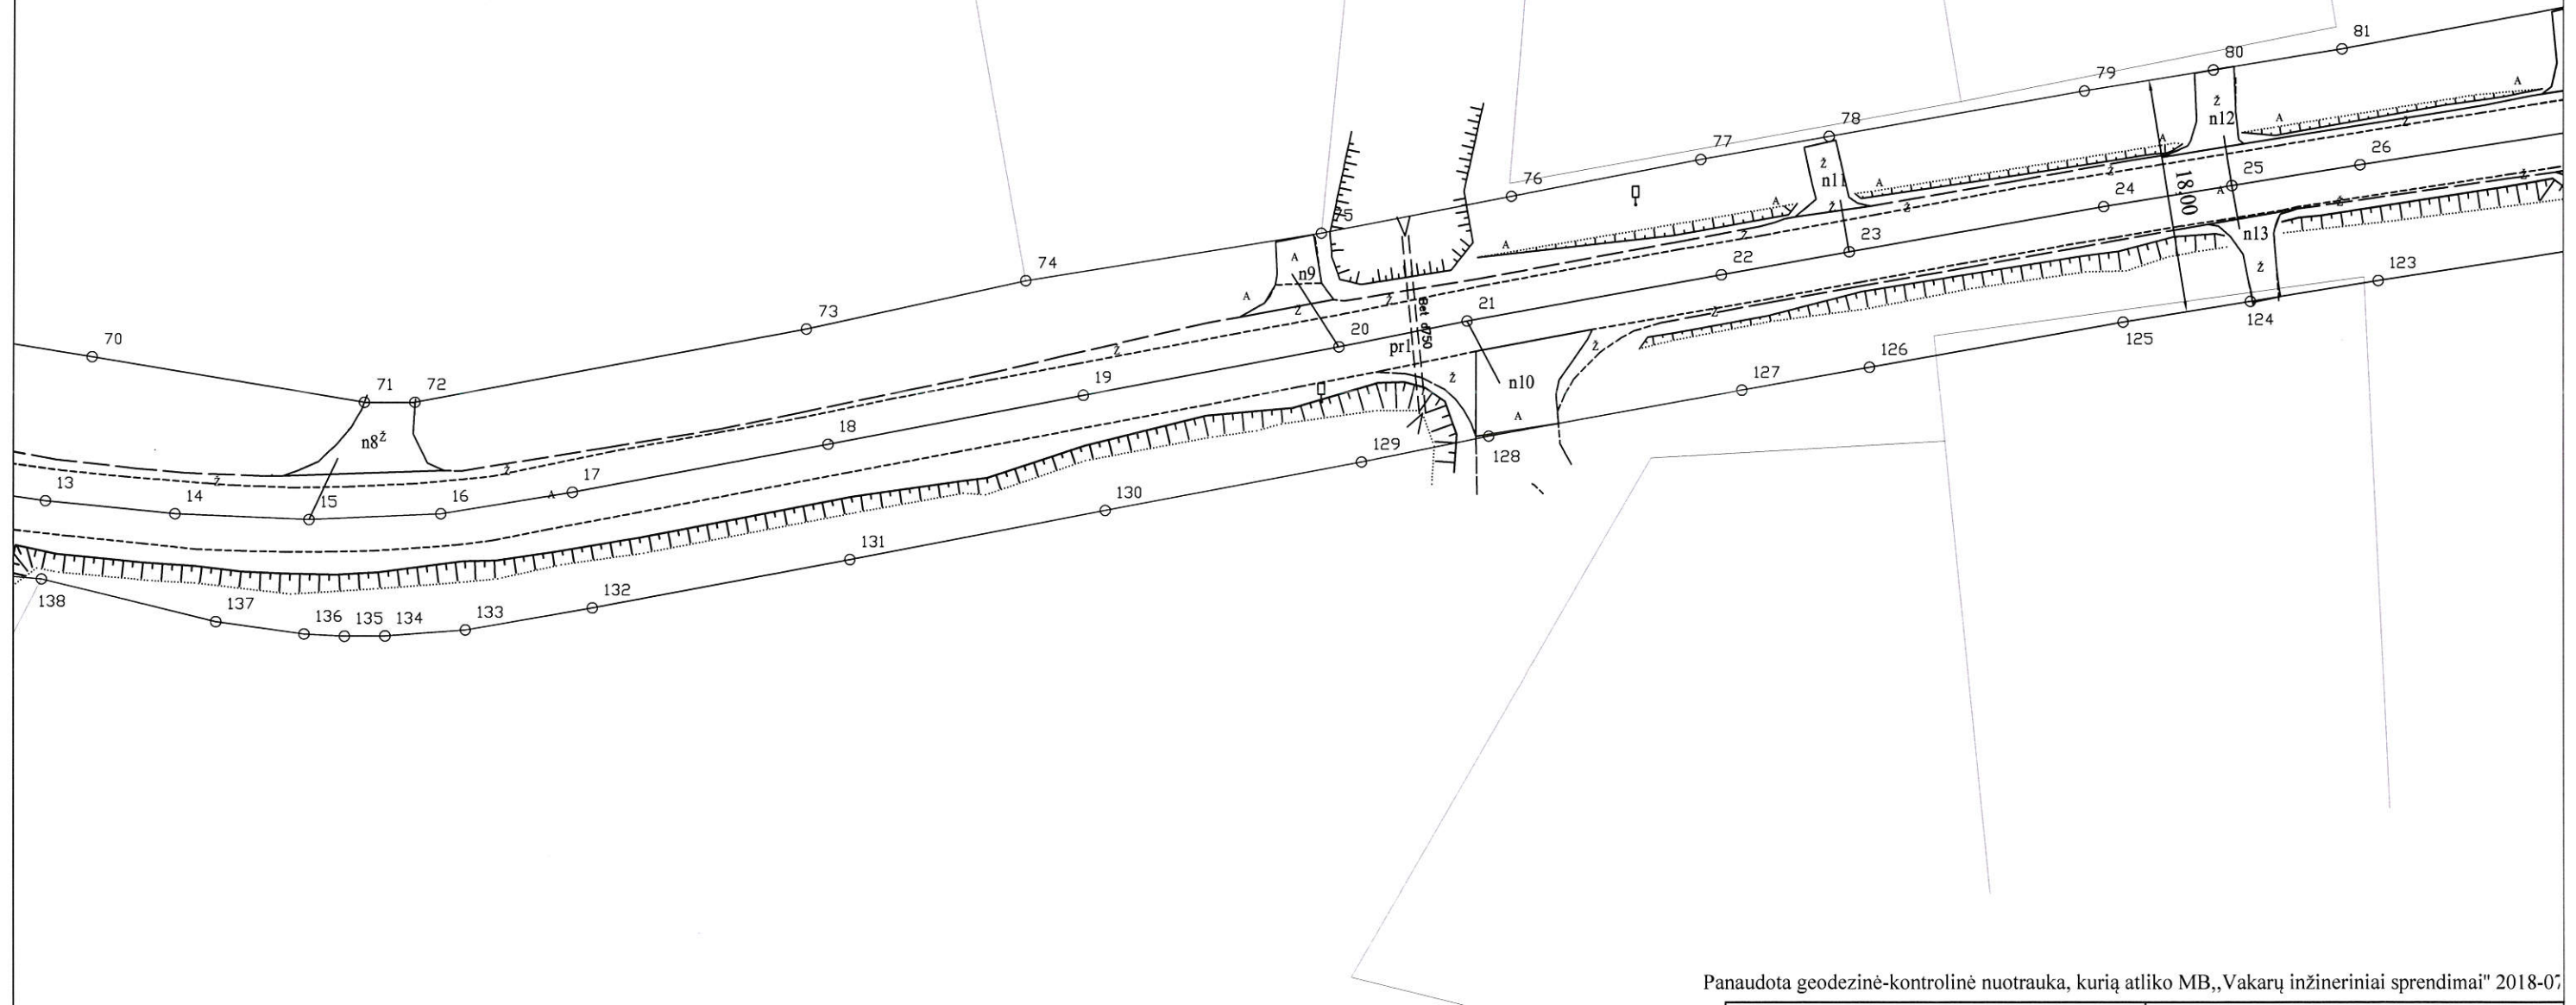 81
80
79
A
78
ž
n12
A
A
ž
77
ž
n11
26
25
76
ž
A
24
18.00
A
ž
ž
A
ž
ž
ž
75
A
23
n13
74
A
n9
22
ž
123
A
ž
ž
21
Bet d750
73
20
pr1
124
125
70
ž
ž
ž
126
19
n10
127
71
72
A
18
n8
ž
129
128
17
ž
13
14
ž
15
16
A
130
131
138
137
136
135
134
133
132
Panaudota geodezinė-kontrolinė nuotrauka, kurią atliko MB,,Vakarų inžineriniai sprendimai" 2018-07